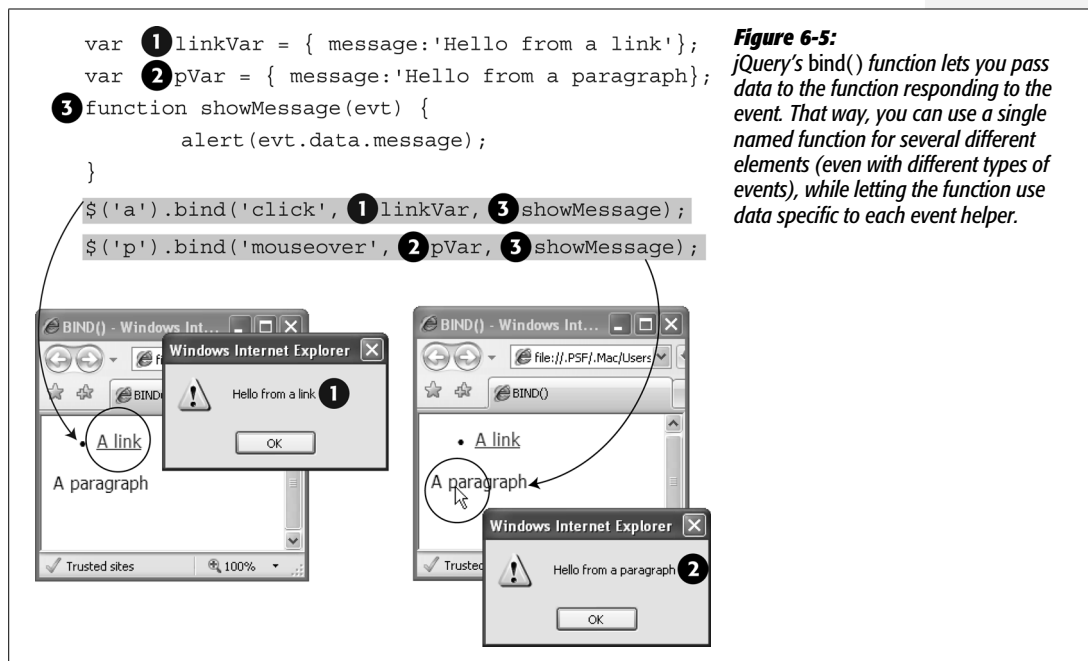 var 1 linkVar = { message:'Hello from a link'};
var 2 pVar = { message:'Hello from a paragraph};
3 function showMessage(evt) {
alert(evt.data.message);
}
$('a').bind('click', 1 linkVar, 3 showMessage);
$('p').bind('mouseover', 2 pVar, 3 showMessage);
Figure 6-5:
jQuery's bind() function lets you pass
data to the function responding to the
event. That way, you can use a single
named function for several different
elements (even with different types of
events), while letting the function use
data specific to each event helper.
BIND() - Windows Int...
Windows Internet Explorer
Hello from a link 1
OK
A link
A paragraph
Trusted sites
100%
BIND() - Windows Int...
file://.PSF/.Mac/Users
BIND()
A link
A paragraph
Windows Internet Explorer
Hello from a paragraph 2
OK